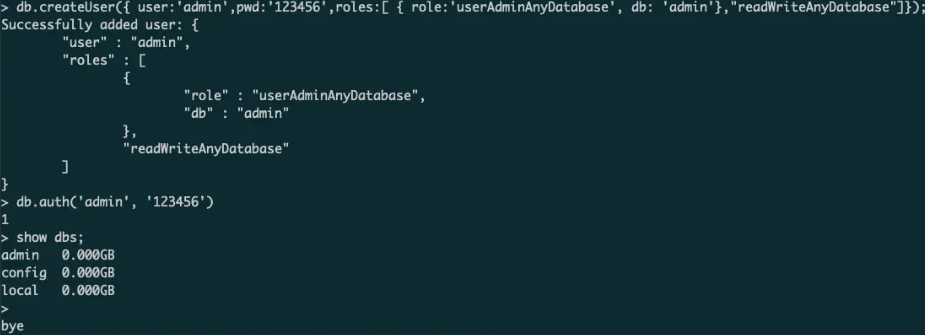 > db.createUser({ user:'admin',pwd:'123456',roles:[ { role:'userAdminAnyDatabase', db: 'admin'},"readWriteAnyDatabase"]});
Successfully added user: {
"user" : "admin",
"roles" : [
{
"role" : "userAdminAnyDatabase",
"db" : "admin"
},
"readWriteAnyDatabase"
]
}
> db.auth('admin', '123456')
1
> show dbs;
admin   0.000GB
config  0.000GB
local   0.000GB
>
bye